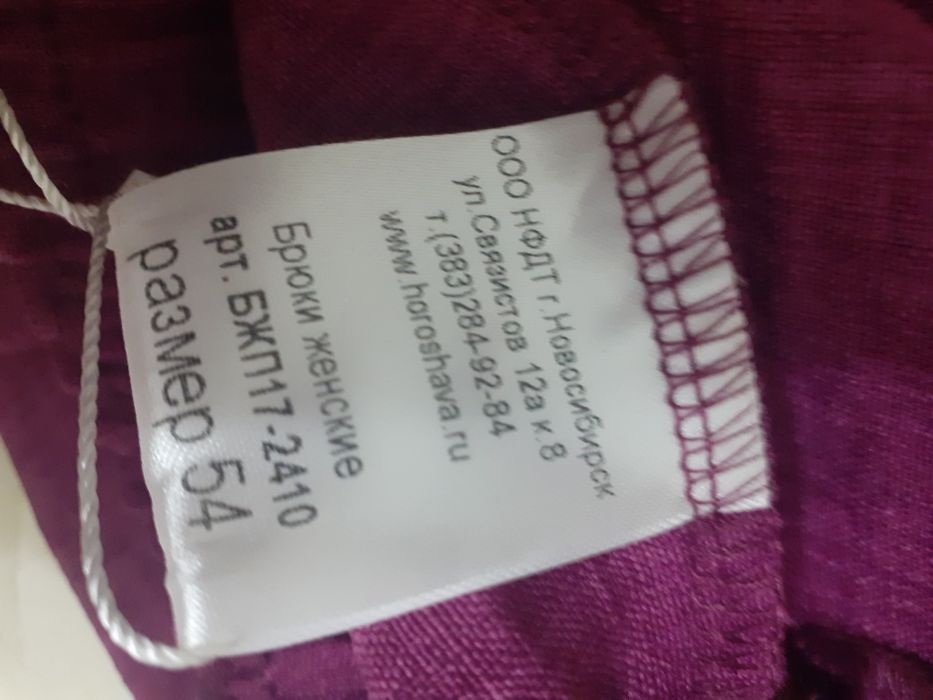 ООО НФДТ г.Новосибирск
ул.Связистов 12а к.8
т.(383)284-92-84
www.horoshava.ru
Брюки женские
арт. БЖП17-2410
размер 54